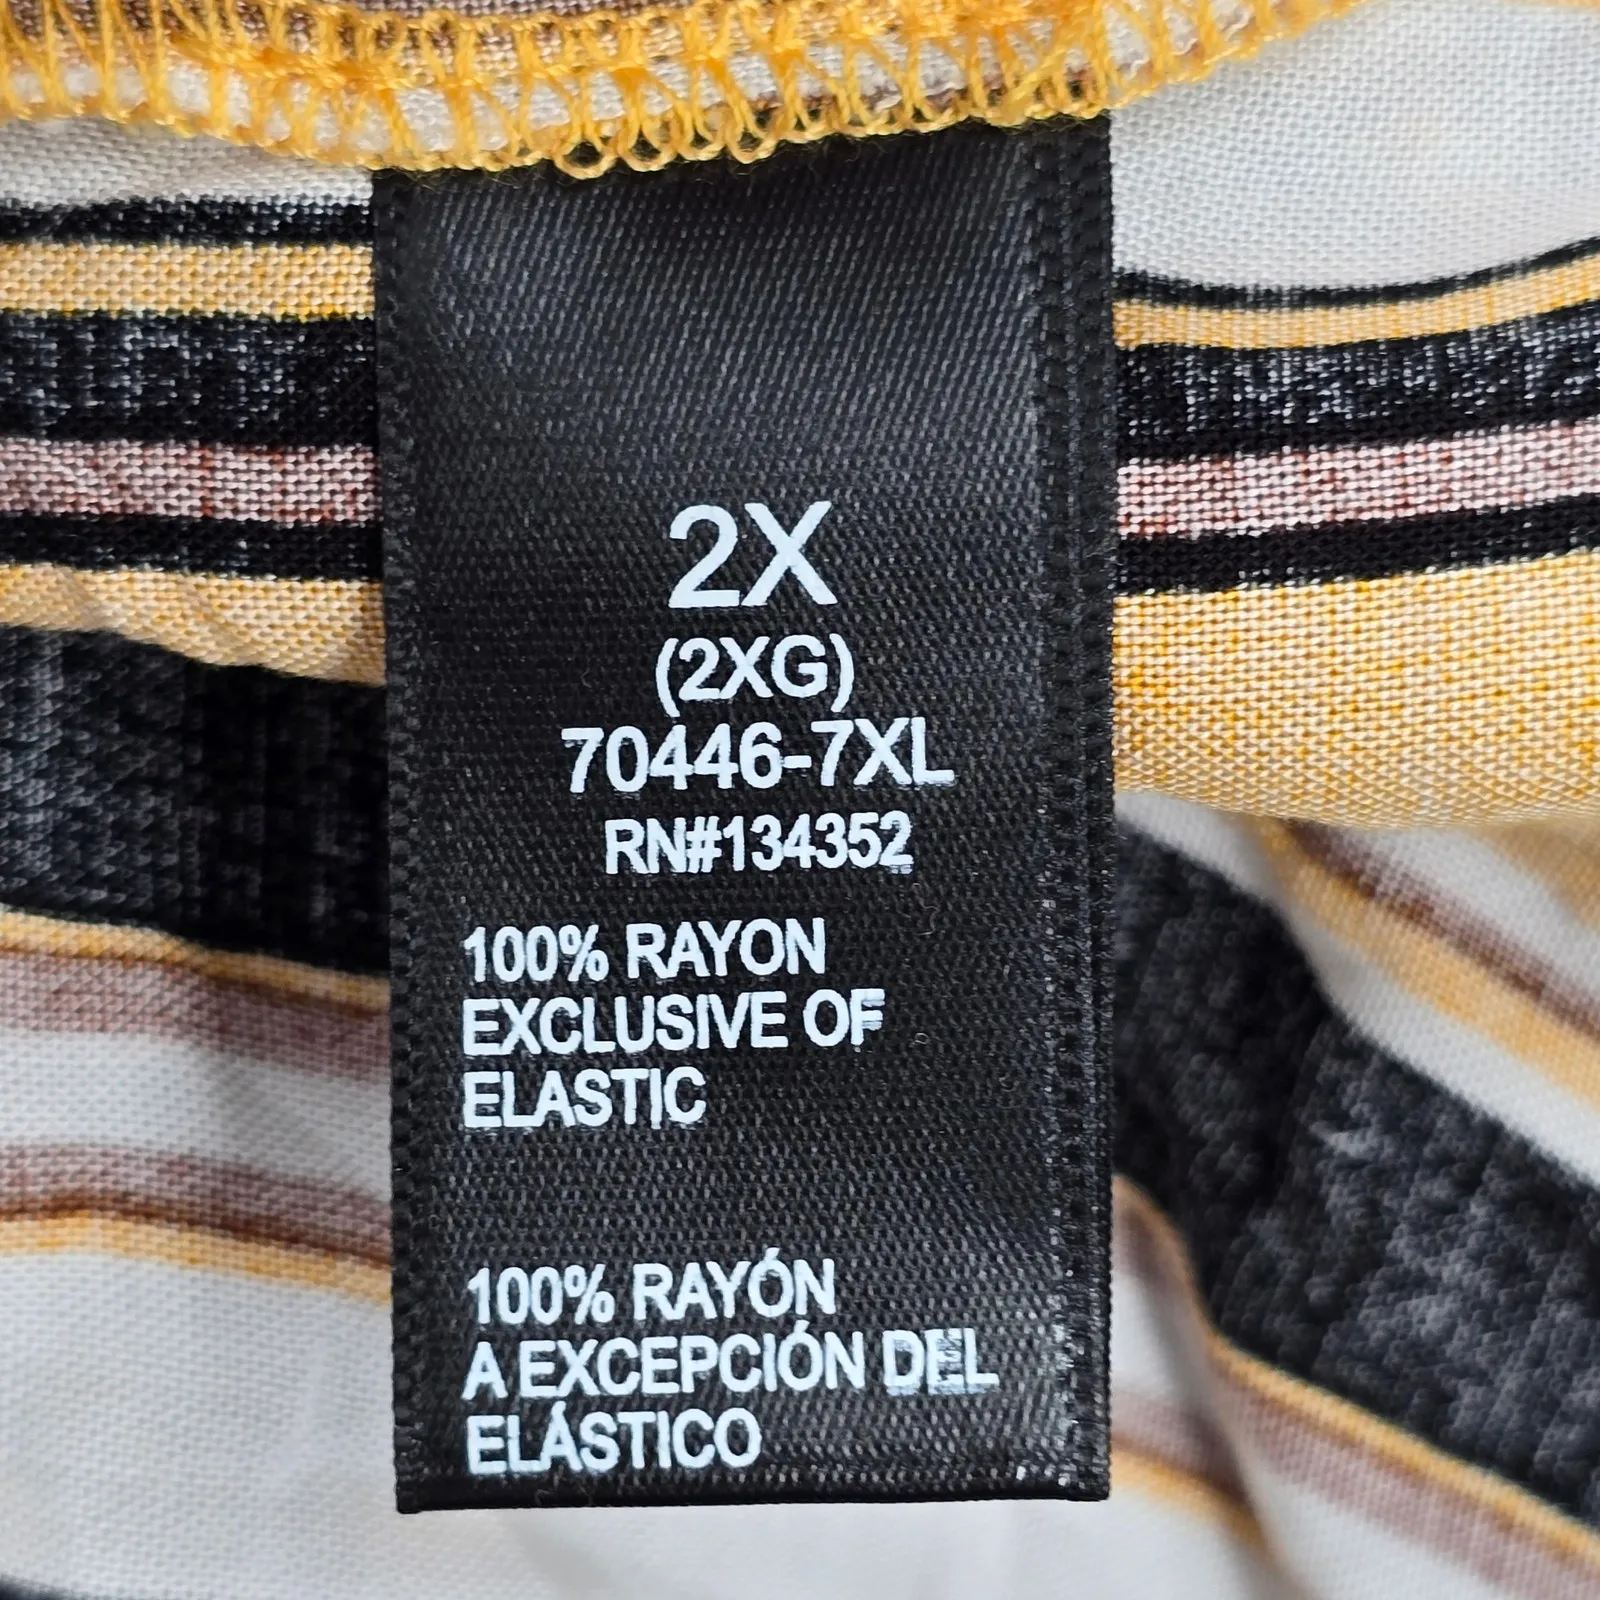 2X
(2XG)
70446-7XL
RN#134352
100% RAYON
EXCLUSIVE OF
ELASTIC
100% RAYÓN
A EXCEPCIÓN DEL
ELÁSTICO